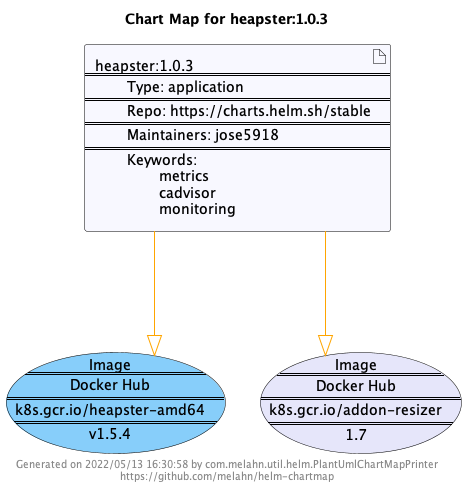 Chart Map for heapster:1.0.3
heapster:1.0.3
Type: application
Repo: https://charts.helm.sh/stable
Maintainers: jose5918
Keywords:
metrics
cadvisor
monitoring
Image
Docker Hub
k8s.gcr.io/heapster-amd64
v1.5.4
Image
Docker Hub
k8s.gcr.io/addon-resizer
1.7
Generated on 2022/05/13 16:30:58 by com.melahn.util.helm.PlantUmlChartMapPrinter
https://github.com/melahn/helm-chartmap